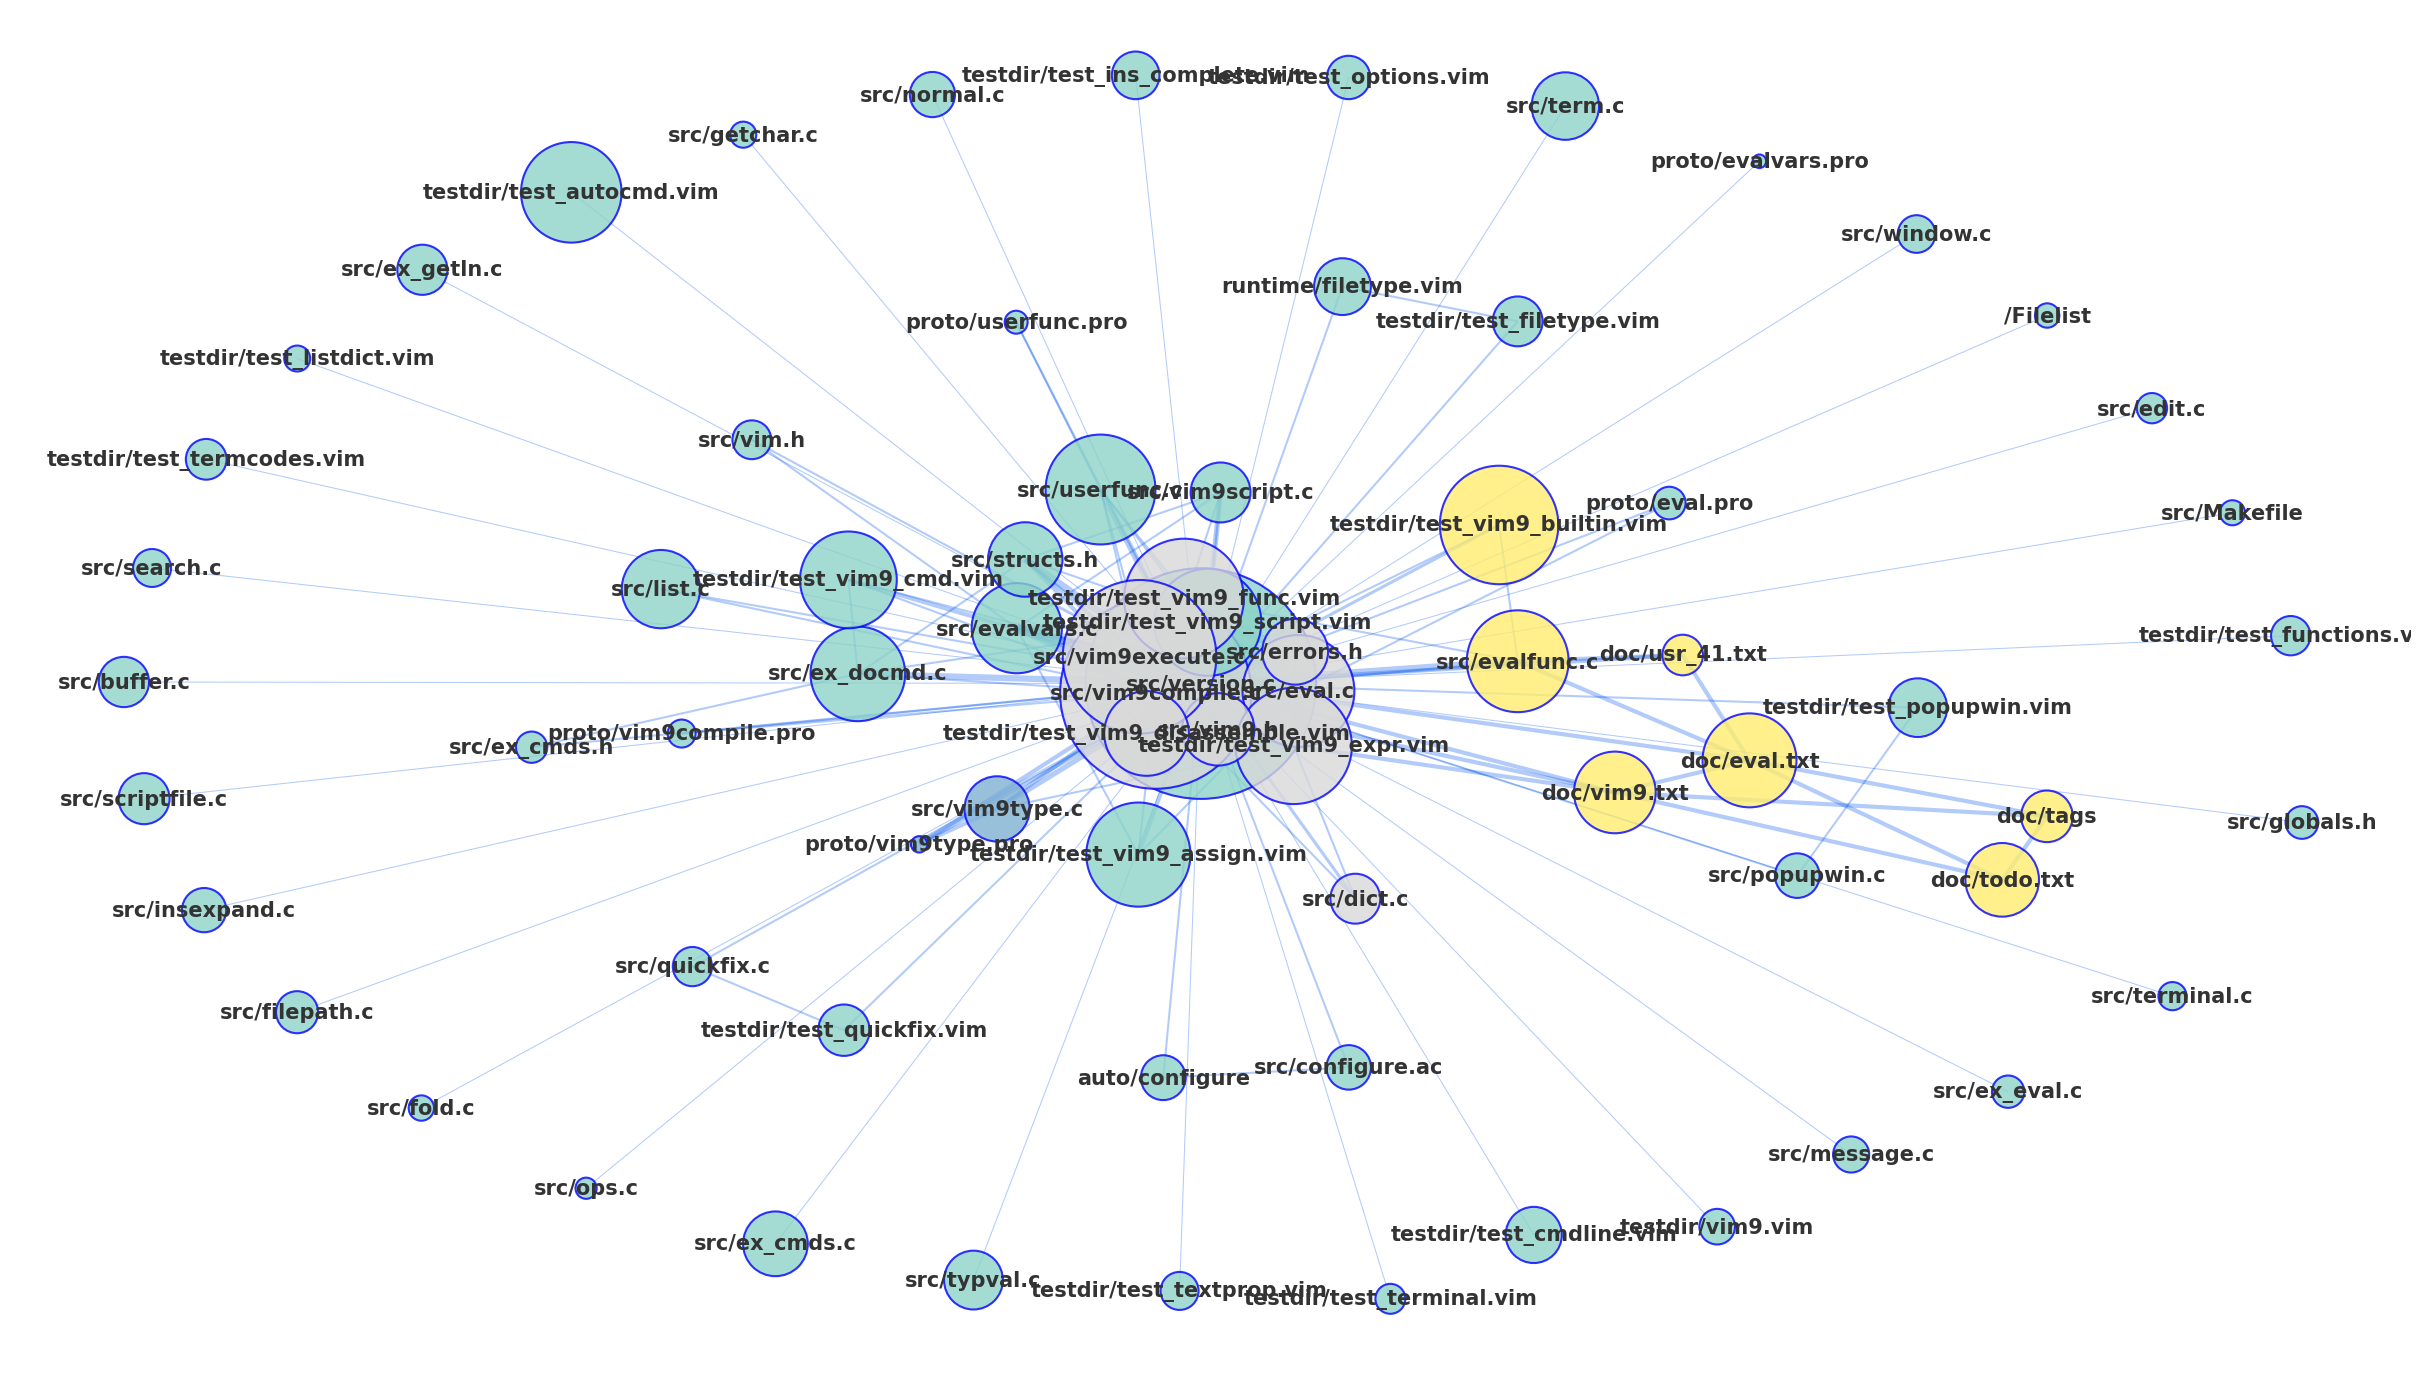 testdir/test_ins_complete.vim
testdir/test_options.vim
src/normal.c
src/term.c
src/getchar.c
proto/evalvars.pro
testdir/test_autocmd.vim
src/window.c
src/ex_getln.c
runtime/filetype.vim
/Filelist
proto/userfunc.pro
testdir/test_filetype.vim
testdir/test_listdict.vim
src/edit.c
src/vim.h
testdir/test_termcodes.vim
src/userfunc.c
src/vim9script.c
proto/eval.pro
src/Makefile
testdir/test_vim9_builtin.vim
src/structs.h
src/search.c
testdir/test_vim9_cmd.vim
src/list.c
testdir/test_vim9_func.vim
testdir/test_vim9_script.vim
src/evalvars.c
testdir/test_functions.v
src/vim9execute.c
src/errors.h
src/evalfunc.c
doc/usr_41.txt
src/ex_docmd.c
src/buffer.c
src/version.c
src/vim9compile.c
src/eval.c
testdir/test_popupwin.vim
proto/vim9compile.pro
testdir/test_vim9_disassemble.vim
src/vim9.h
src/ex_cmds.h
testdir/test_vim9_expr.vim
doc/eval.txt
doc/vim9.txt
src/scriptfile.c
src/vim9type.c
doc/tags
src/globals.h
proto/vim9type.pro
testdir/test_vim9_assign.vim
src/popupwin.c
doc/todo.txt
src/dict.c
src/insexpand.c
src/quickfix.c
src/terminal.c
src/filepath.c
testdir/test_quickfix.vim
src/configure.ac
auto/configure
src/ex_eval.c
src/fold.c
src/message.c
src/ops.c
testdir/vim9.vim
testdir/test_cmdline.vim
src/ex_cmds.c
src/typval.c
testdir/test_textprop.vim
testdir/test_terminal.vim